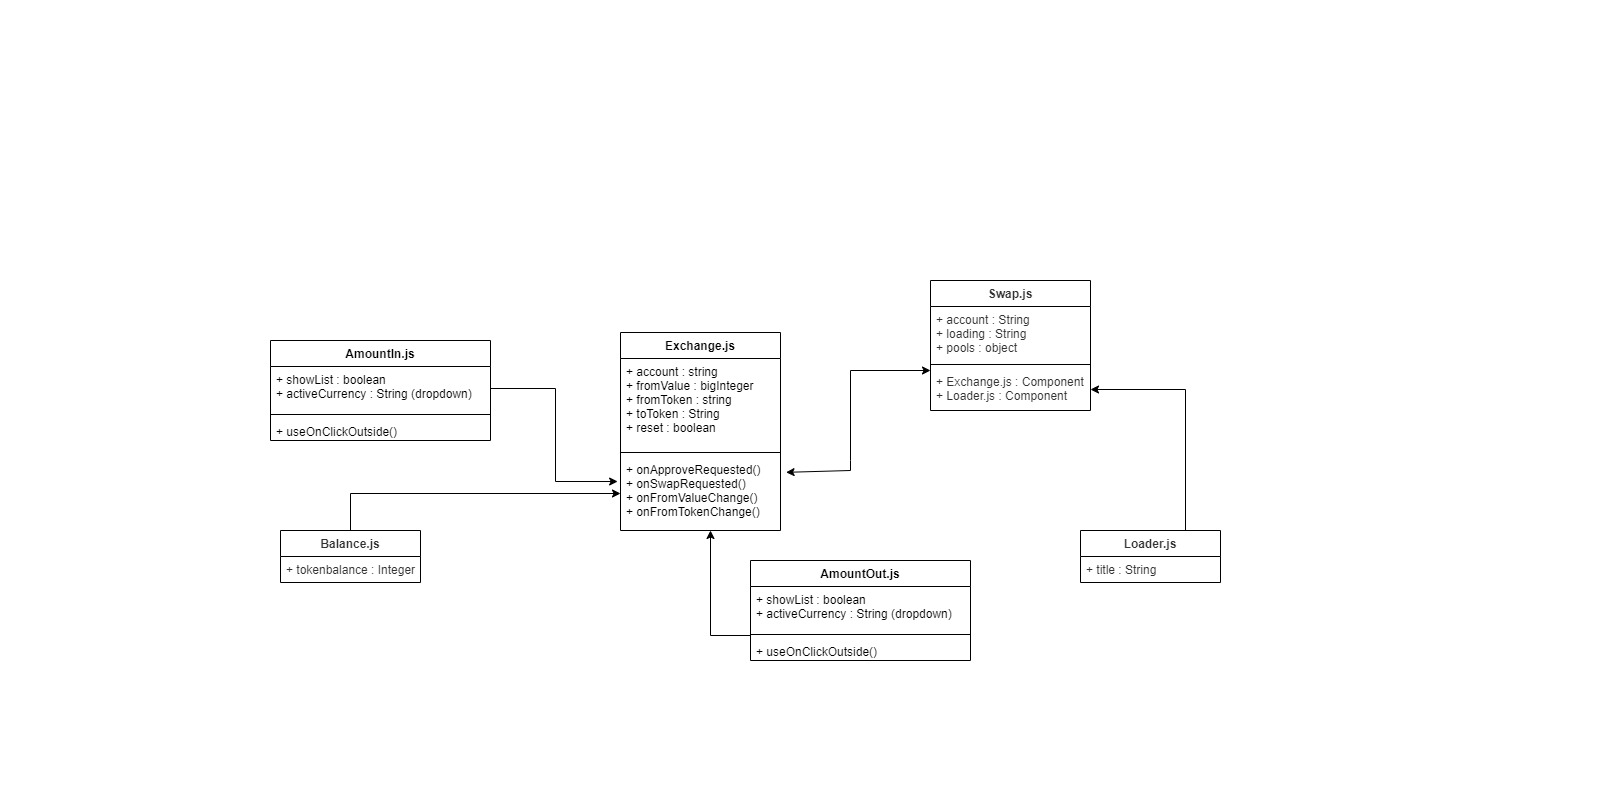 Swap.js
+ account : String
+ loading : String
+ pools : object
+ Exchange.js : Component
+ Loader.js : Component
Exchange.js
+ account : string
+ fromValue : bigInteger
+ fromToken : string
+ toToken : String
+ reset : boolean
+ onApproveRequested()
+ onSwapRequested()
+ onFromValueChange()
+ onFromTokenChange()
AmountIn.js
+ showList : boolean
+ activeCurrency : String (dropdown)
+ useOnClickOutside()
Balance.js
+ tokenbalance : Integer
Loader.js
+ title : String
AmountOut.js
+ showList : boolean
+ activeCurrency : String (dropdown)
+ useOnClickOutside()